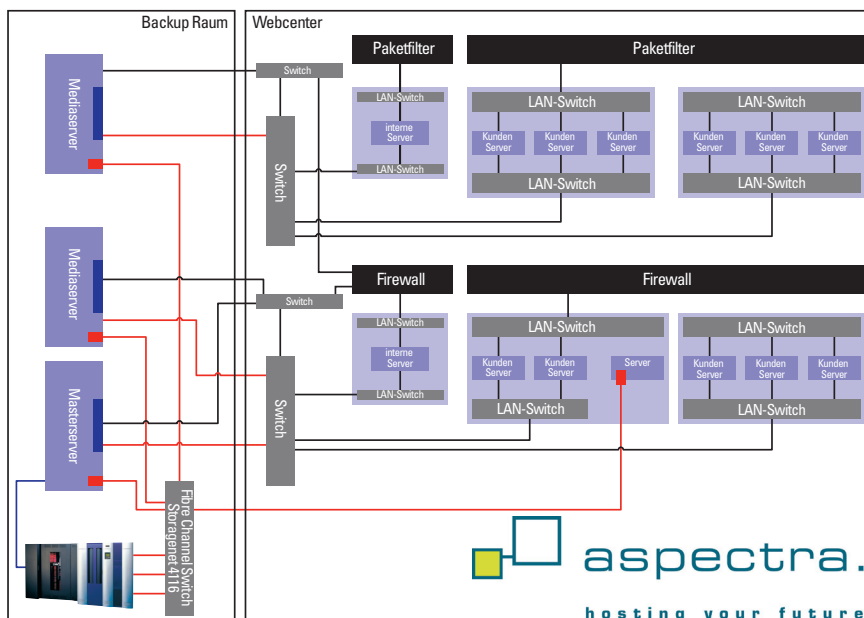 Backup Raum
Webcenter
Mediaserver
Switch
Paketfilter
Paketfilter
LAN-Switch
interne
Server
LAN-Switch
Switch
LAN-Switch
Kunden
Server
Kunden
Server
Kunden
Server
LAN-Switch
LAN-Switch
Kunden
Server
Kunden
Server
Kunden
Server
LAN-Switch
Mediaserver
Switch
Firewall
Firewall
LAN-Switch
interne
Server
LAN-Switch
Switch
LAN-Switch
Kunden
Server
Kunden
Server
Server
LAN-Switch
LAN-Switch
Kunden
Server
Kunden
Server
Kunden
Server
LAN-Switch
Masterserver
Fibre Channel Switch
Storagenet 4116
aspectra.
hosting your future